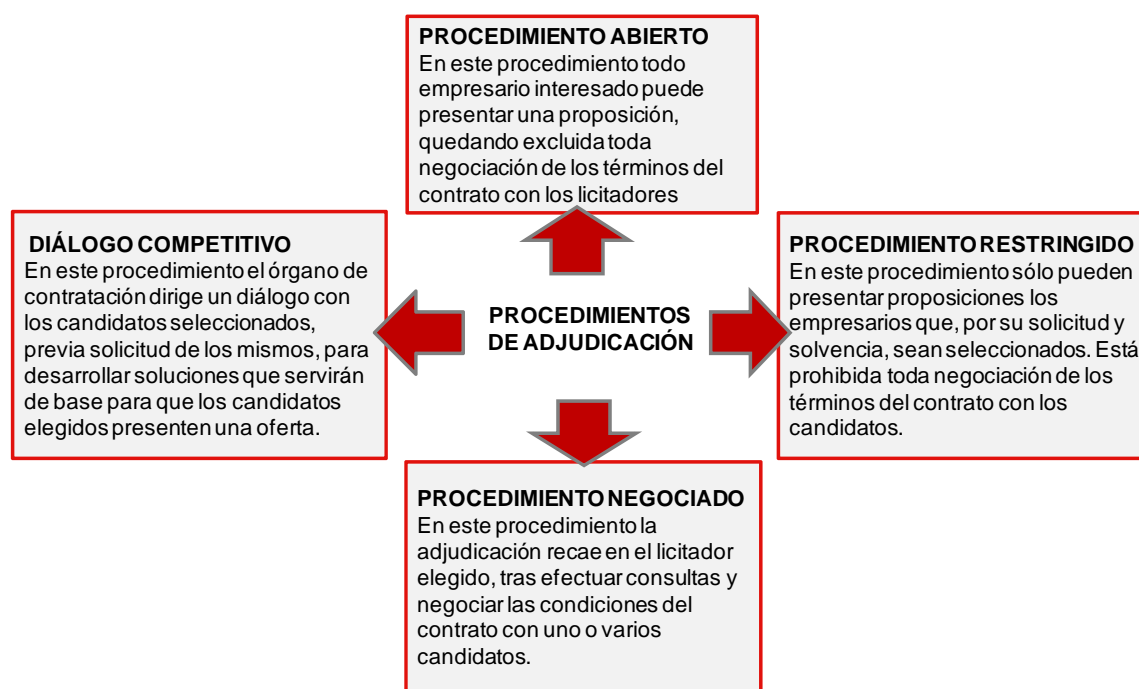 PROCEDIMIENTO ABIERTO
En este procedimiento todo
empresario interesado puede
presentar una proposición,
quedando excluida toda
negociación de los términos del
contrato con los licitadores
DIÁLOGO COMPETITIVO
En este procedimiento el órgano de
contratación dirige un diálogo con
los candidatos seleccionados,
previa solicitud de los mismos, para
desarrollar soluciones que servirán
de base para que los candidatos
elegidos presenten una oferta.
PROCEDIMIENTOS
DE ADJUDICACIÓN
PROCEDIMIENTO RESTRINGIDO
En este procedimiento sólo pueden
presentar proposiciones los
empresarios que, por su solicitud y
solvencia, sean seleccionados. Está
prohibida toda negociación de los
términos del contrato con los
candidatos.
PROCEDIMIENTO NEGOCIADO
En este procedimiento la
adjudicación recae en el licitador
elegido, tras efectuar consultas y
negociar las condiciones del
contrato con uno o varios
candidatos.